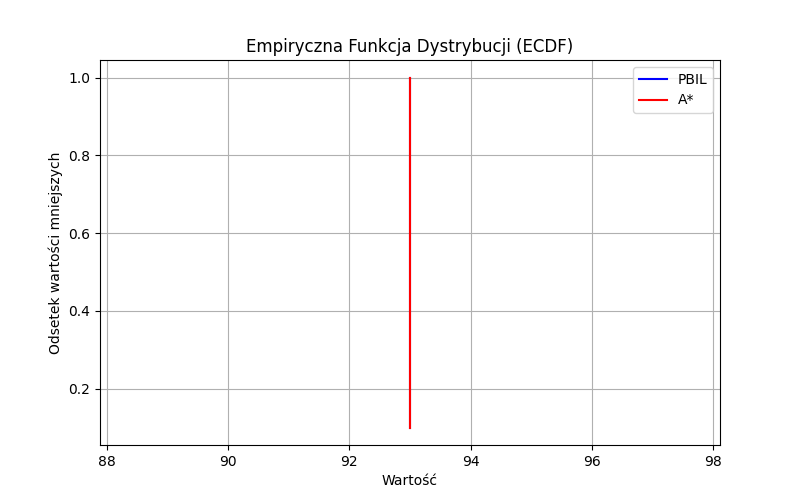 Empiryczna Funkcja Dystrybucji (ECDF)
PBIL
A*
1.0
0.8
0.6
0.4
0.2
Odsetek wartości mniejszych
88 90 92 94 96 98
Wartość